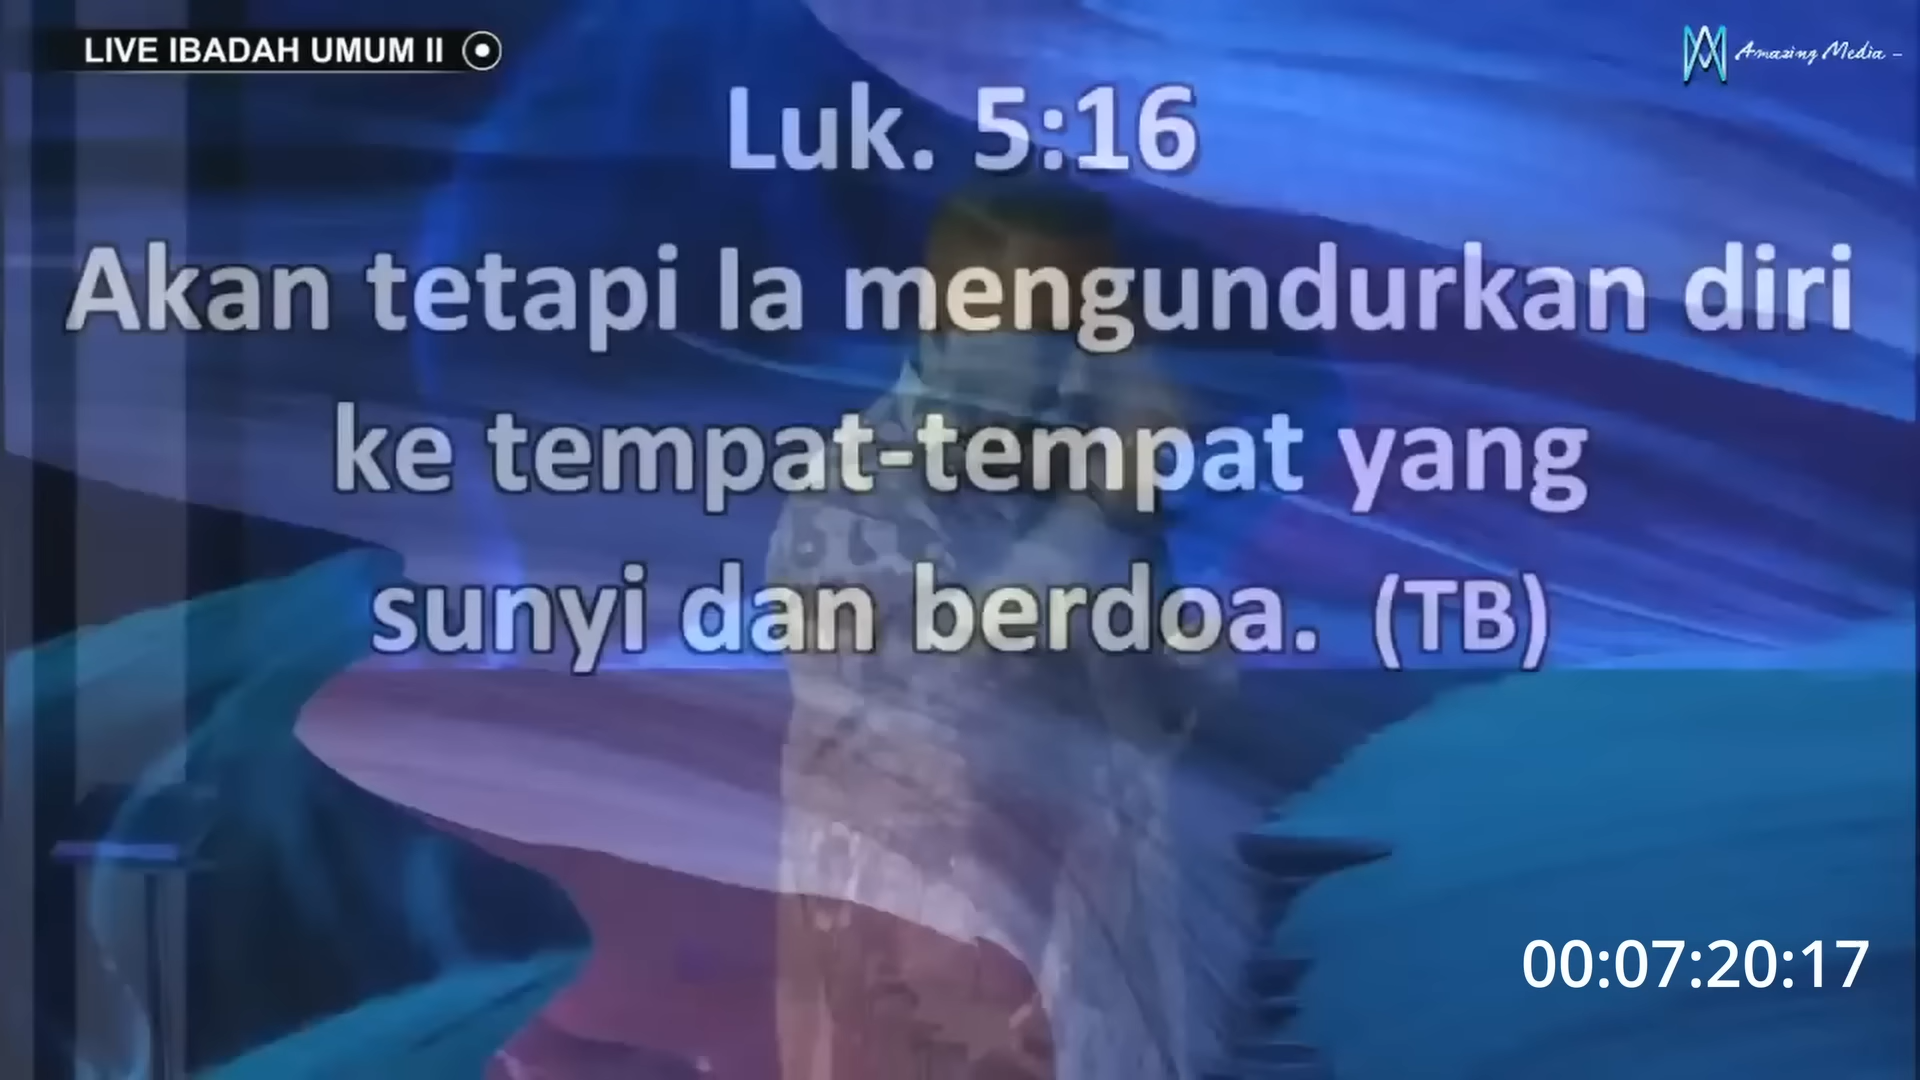 LIVE IBADAH UMUM II
Amazing Media -
Luk. 5:16
Akan tetapi Ia mengundurkan diri
ke tempat-tempat yang
sunyi dan berdoa. (TB)
00:07:20:17